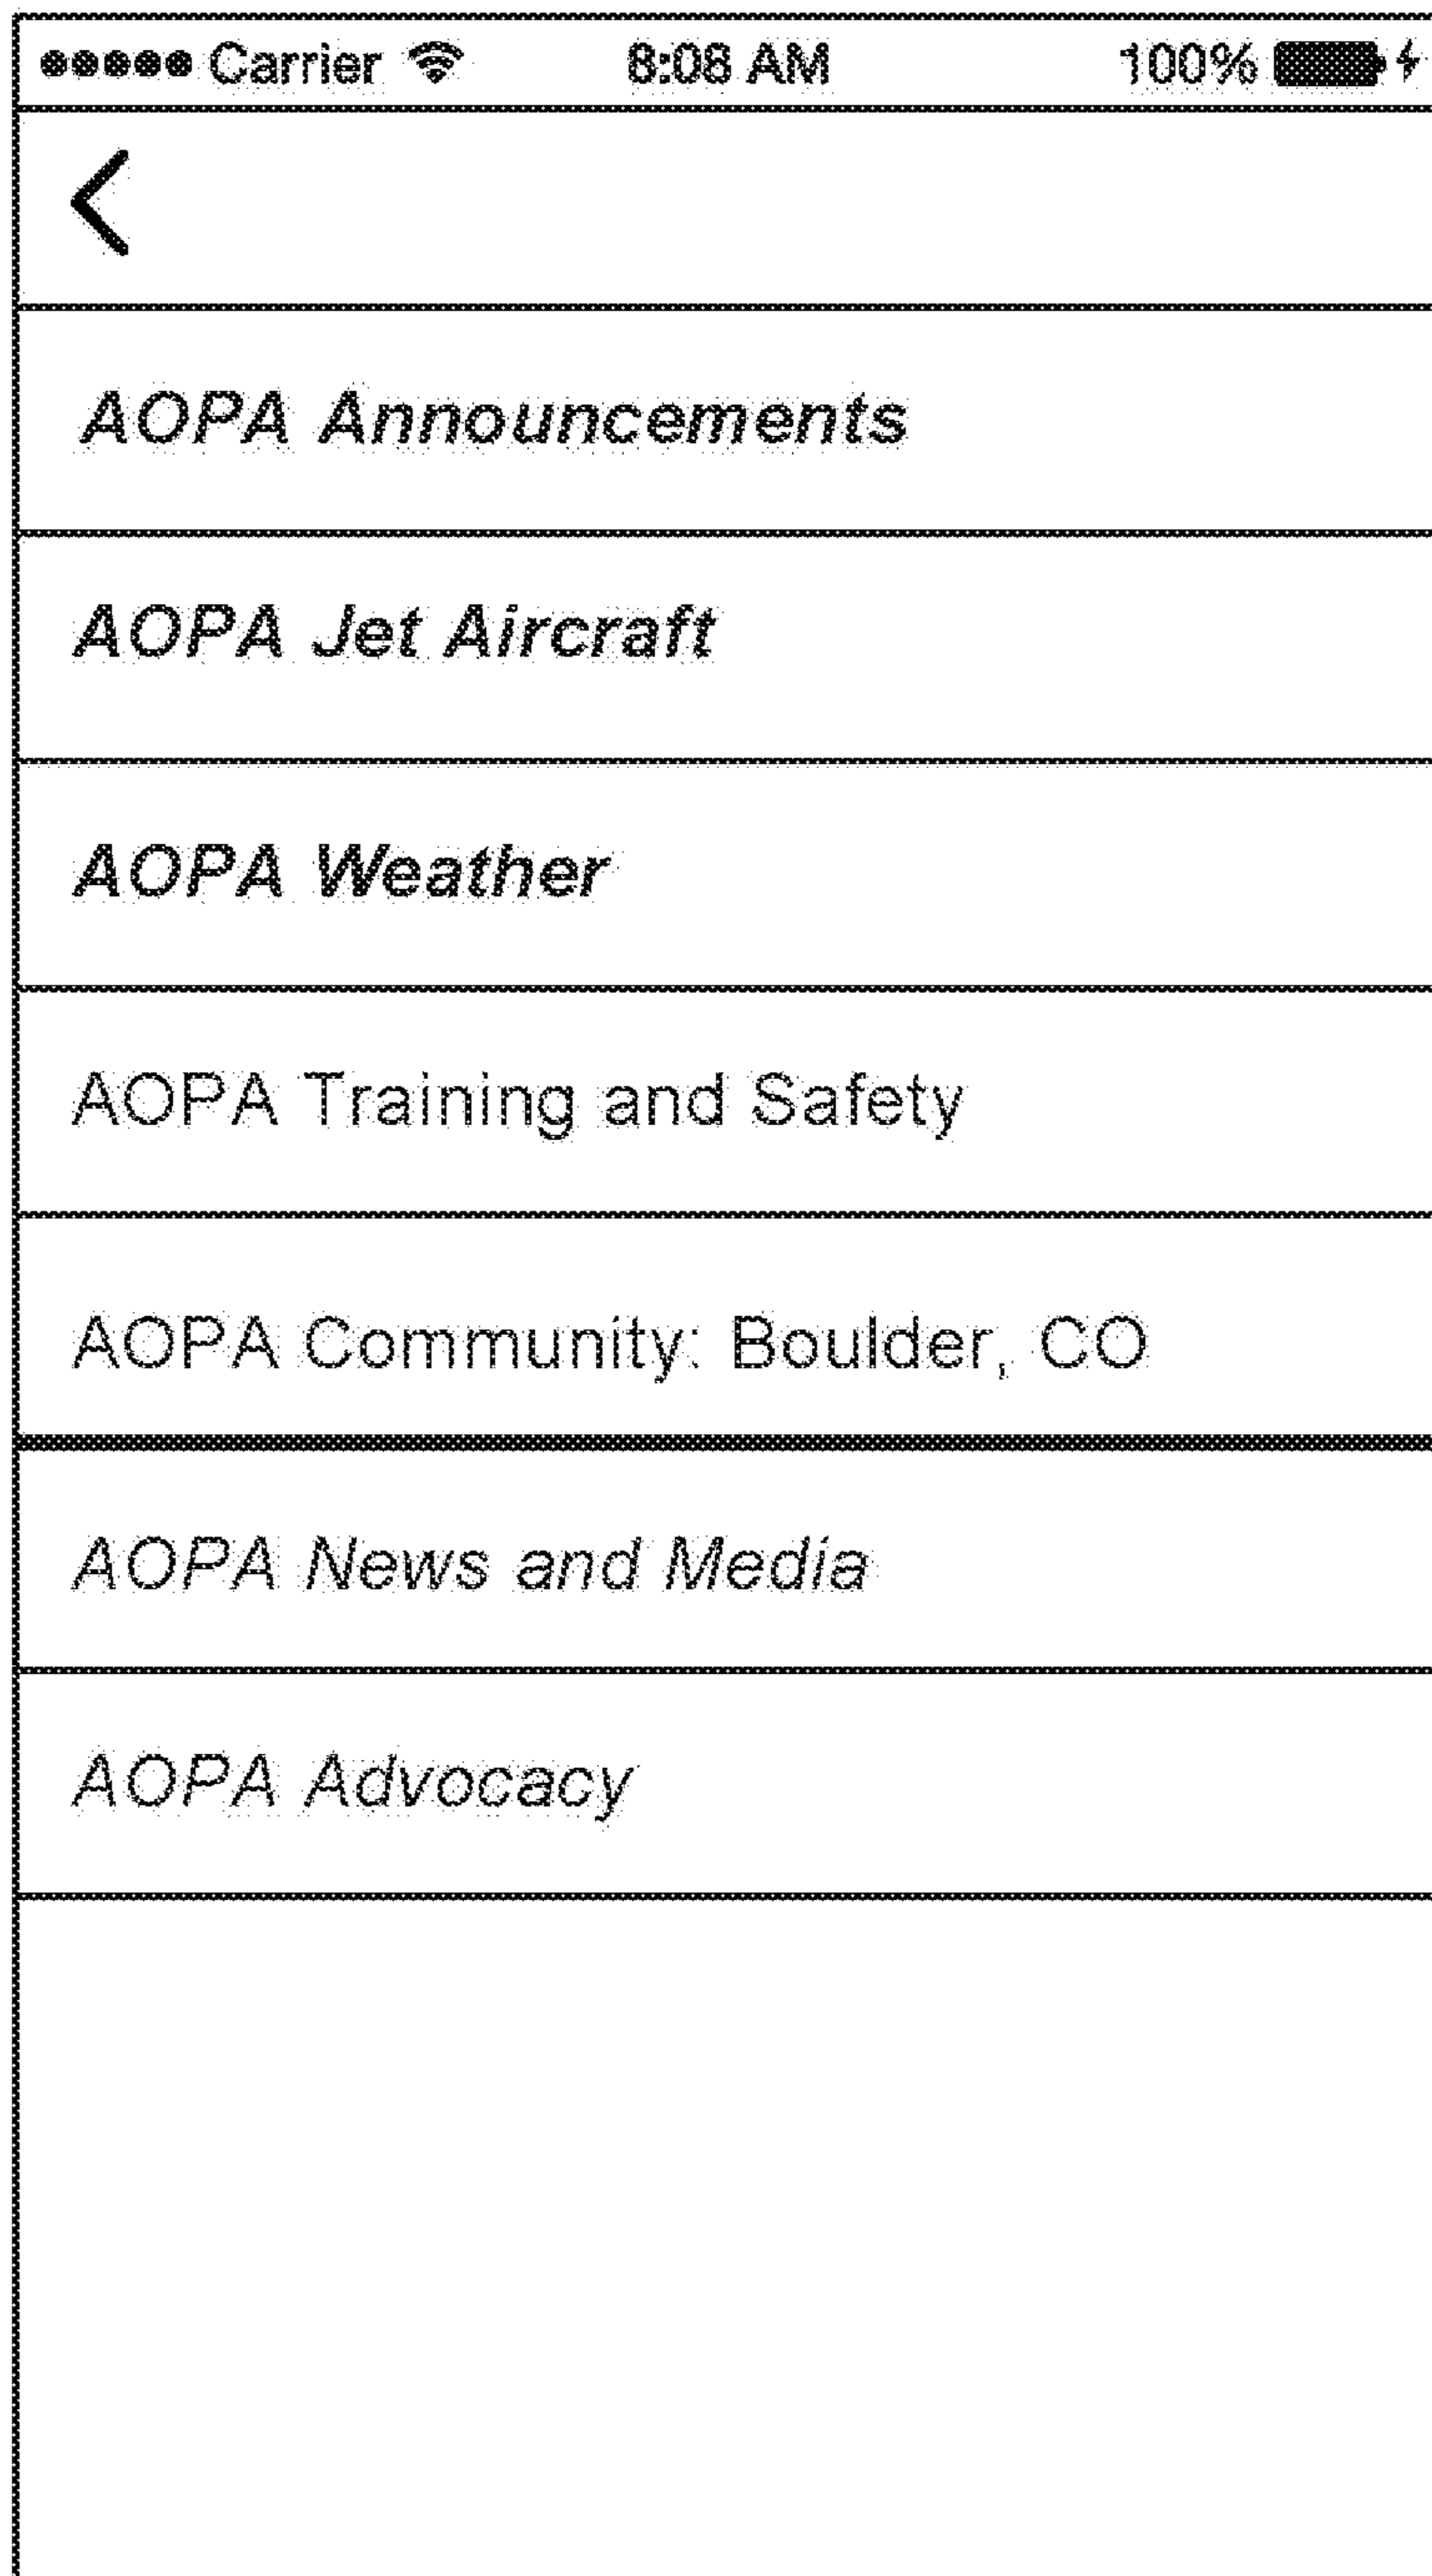 Carrier 8:08 AM 100%
AOPA Announcements
AOPA Jet Aircraft
AOPA Weather
AOPA Training and Safety
AOPA Community: Boulder, CO
AOPA News and Media
AOPA Advocacy